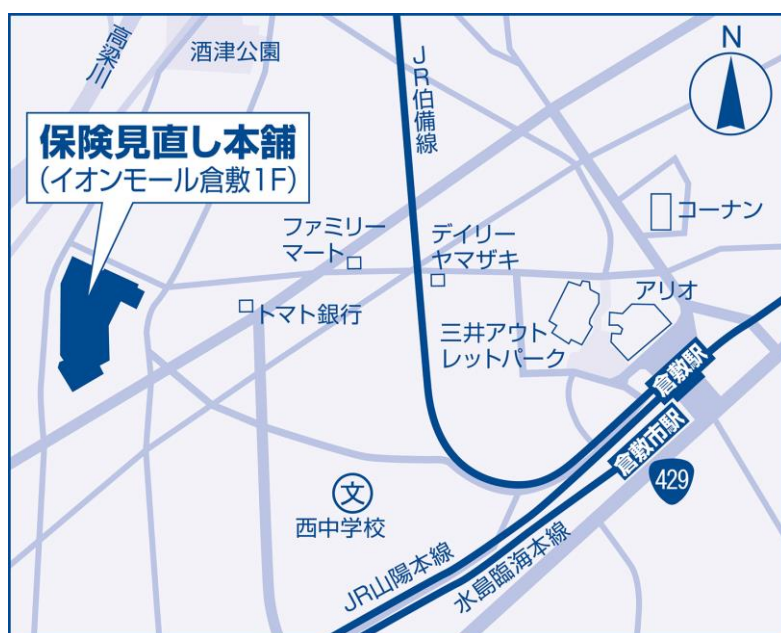 高梁川
酒津公園
JR伯備線
N
保険見直し本舗
(イオンモール倉敷1F)
コーナン
ファミリー
マート
デイリー
ヤマザキ
アリオ
トマト銀行
三井アウト
レットパーク
倉敷駅
倉敷市駅
429
文
西中学校
JR山陽本線
水島臨海本線